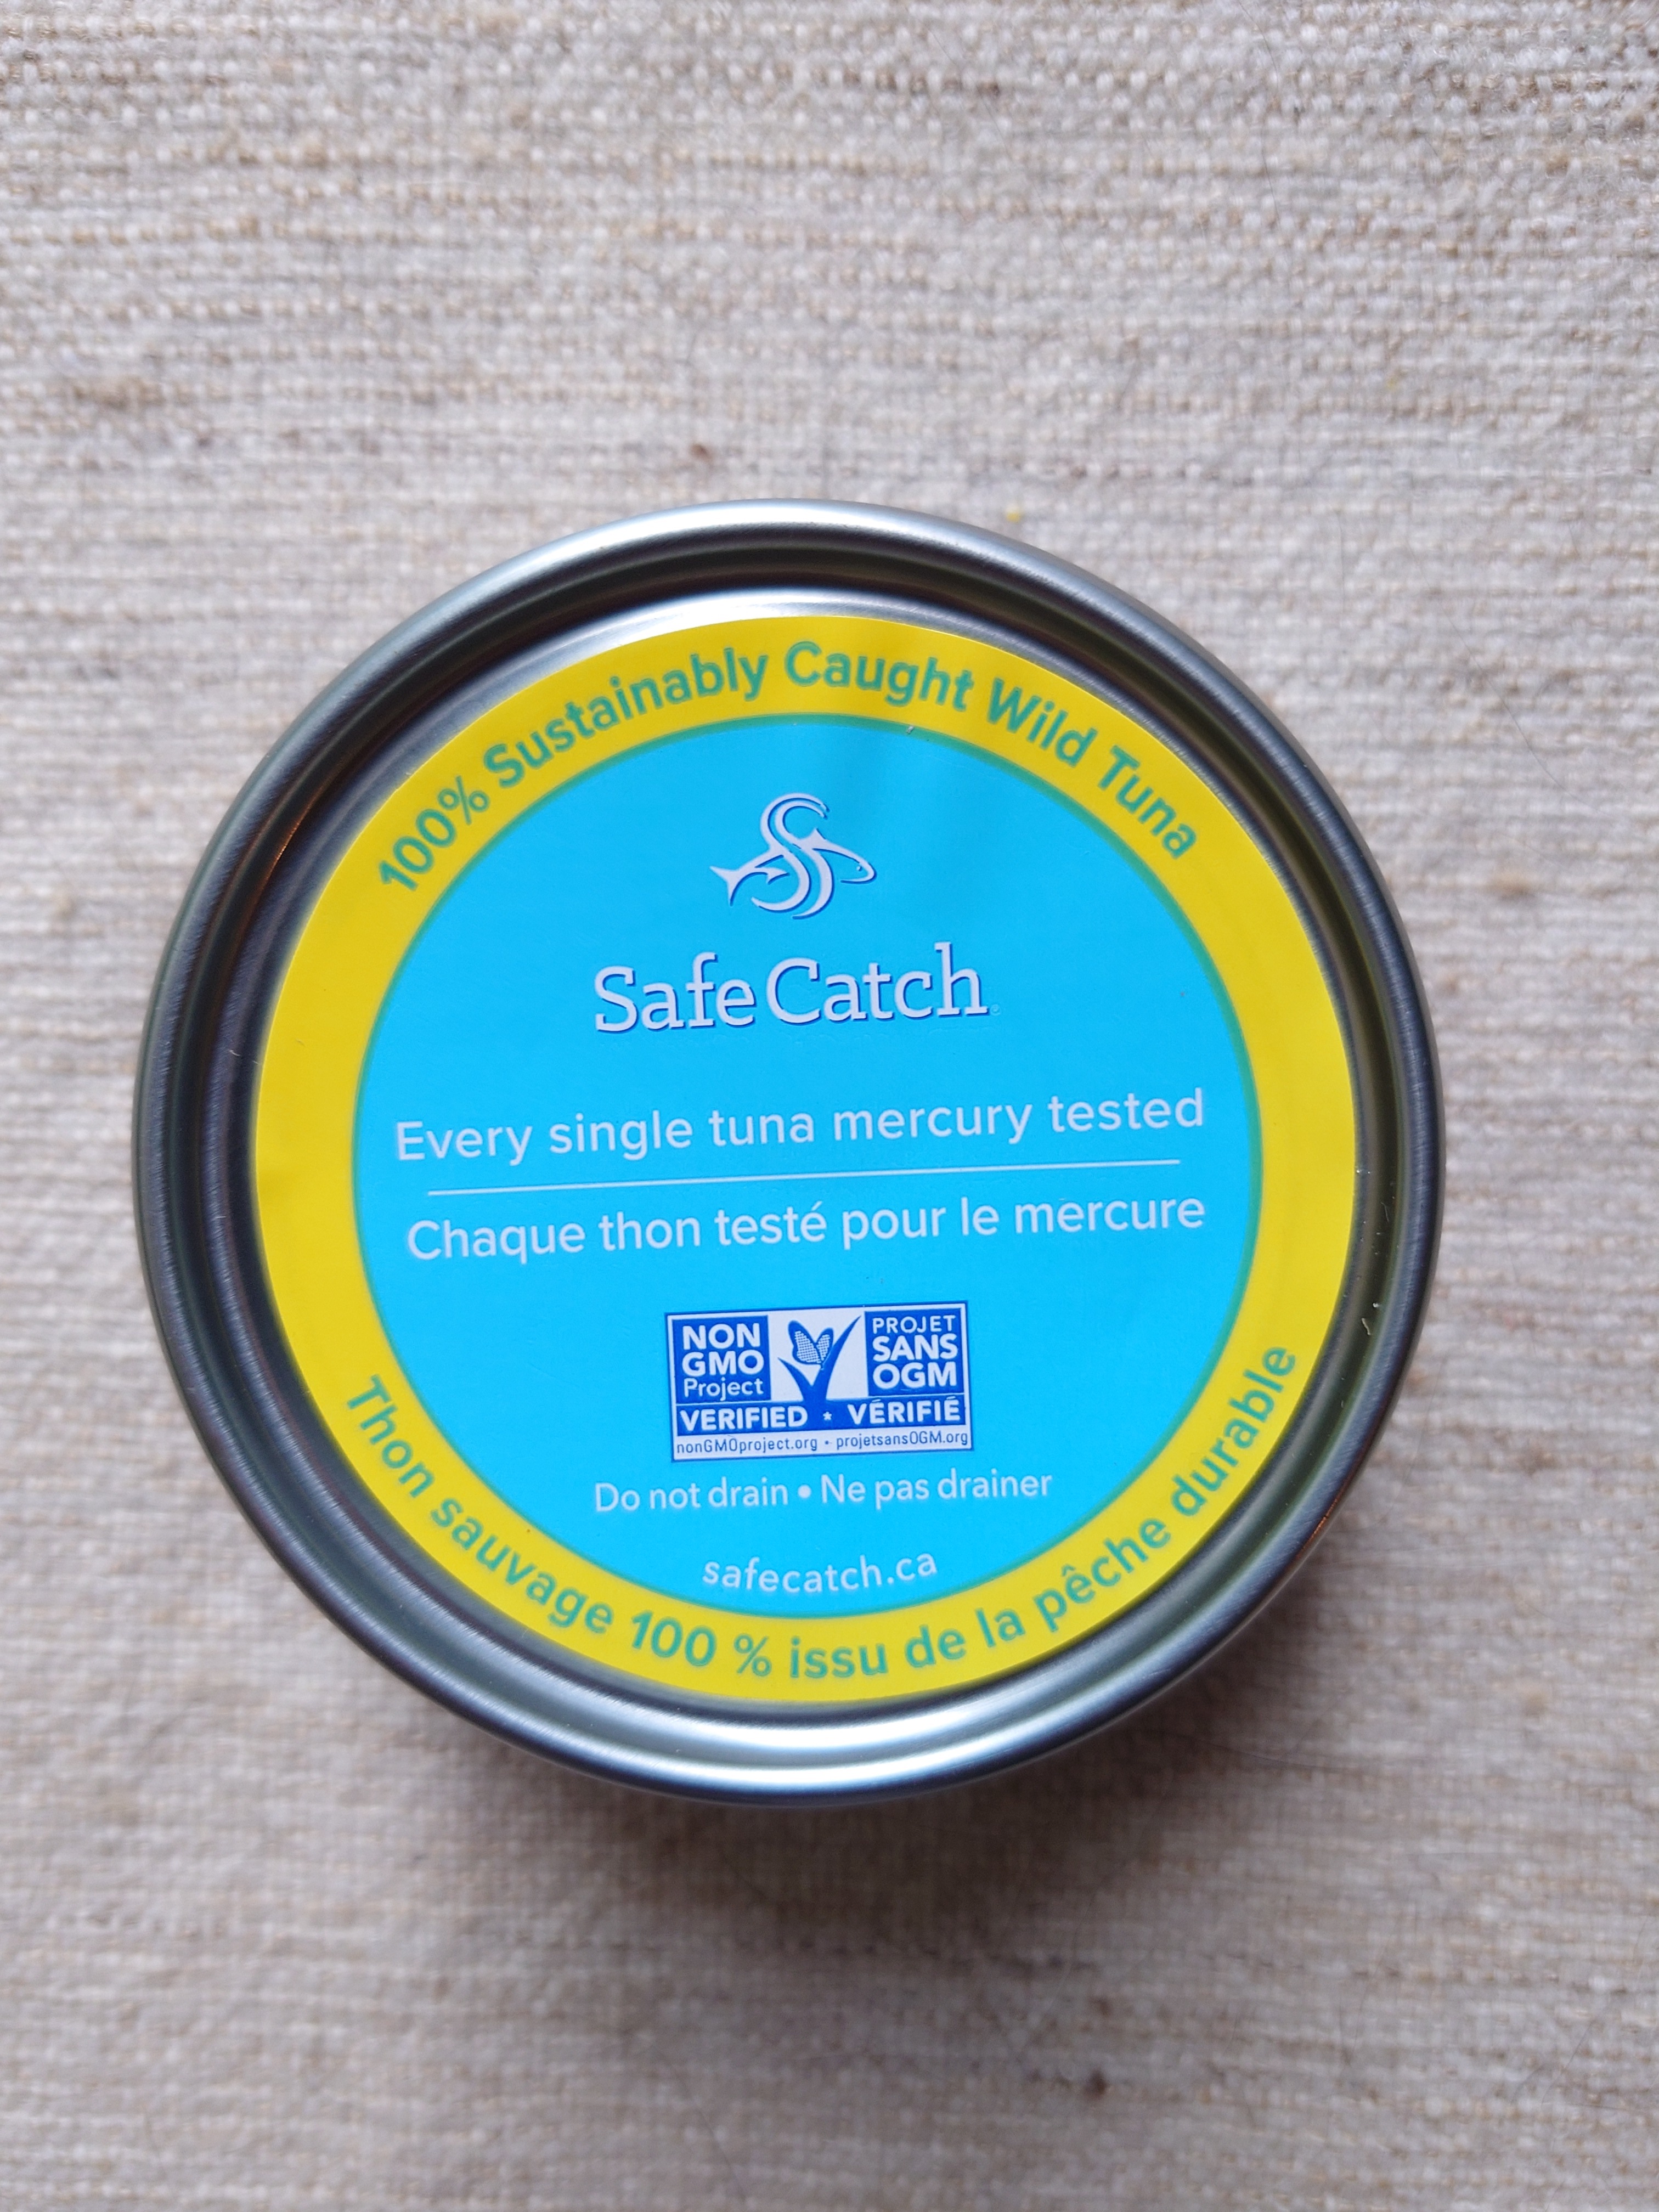 100% Sustainably Caught Wild Tuna
Safe Catch
Every single tuna mercury tested
Chaque thon testé pour le mercure
NON
GMO
Project
PROJET
SANS
OGM
VERIFIED * VÉRIFIÉ
nonGMOproject.org • projetsansOGM.org
Do not drain • Ne pas drainer
safecatch.ca
Thon sauvage 100 % issu de la pêche durable